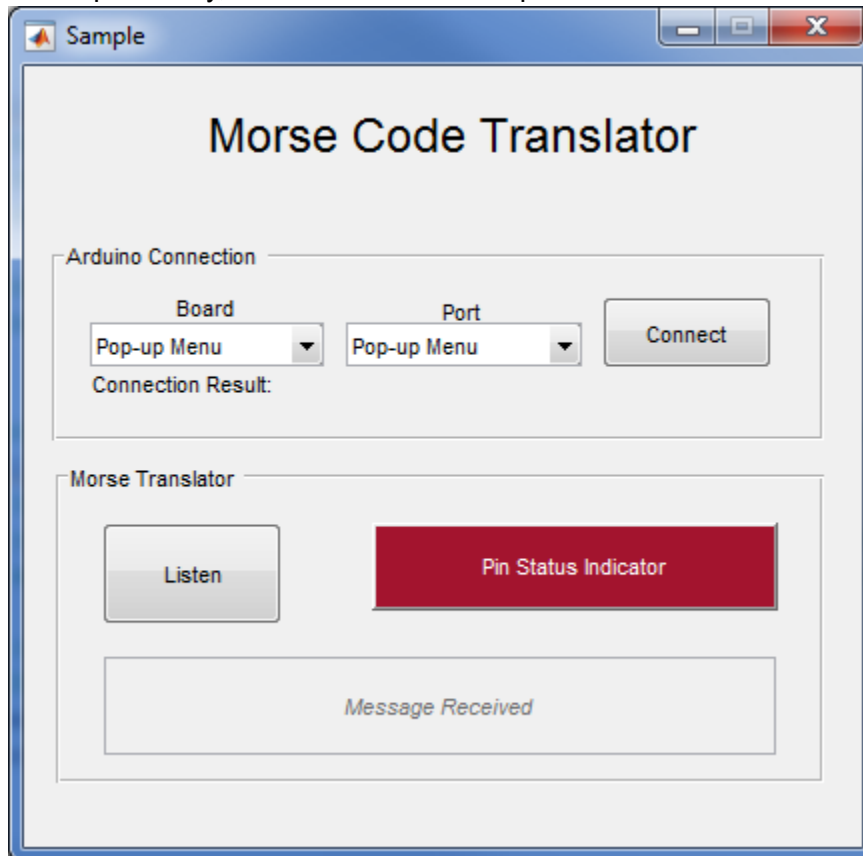 Sample
Morse Code Translator
Arduino Connection
Board Port
Pop-up Menu Pop-up Menu Connect
Connection Result:
Morse Translator
Listen Pin Status Indicator
Message Received